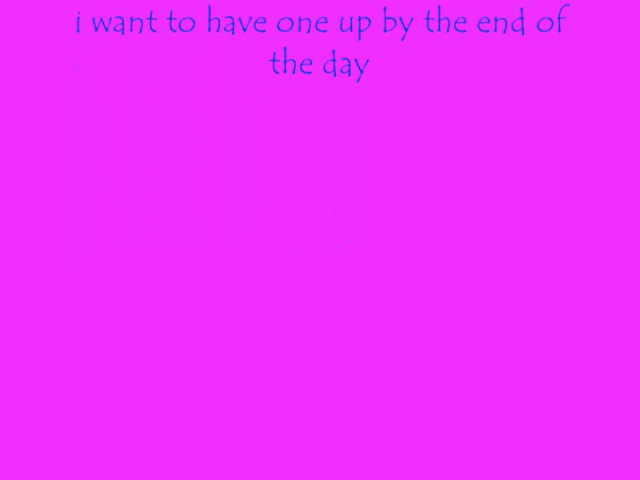 i want to have one up by the end of
the day